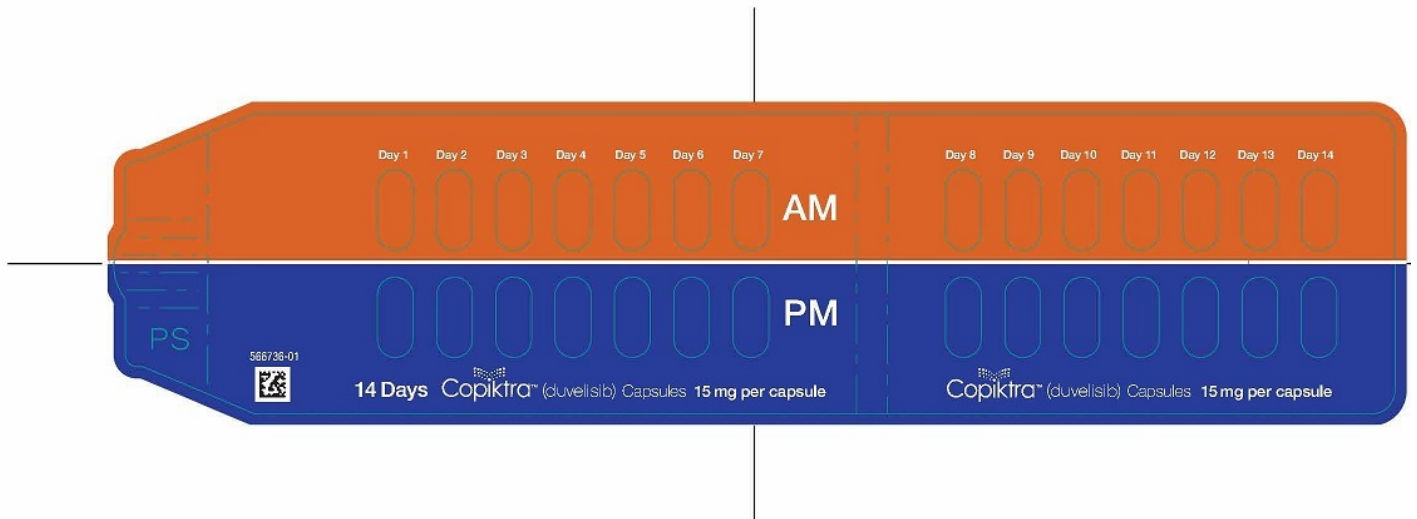 Day 1 Day 2 Day 3 Day 4 Day 5 Day 6 Day 7 Day 8 Day 9 Day 10 Day 11 Day 12 Day 13 Day 14
AM
PM
PS
566736-01
14 Days Copiktra™ (duvelisib) Capsules 15 mg per capsule
Copiktra™ (duvelisib) Capsules 15 mg per capsule